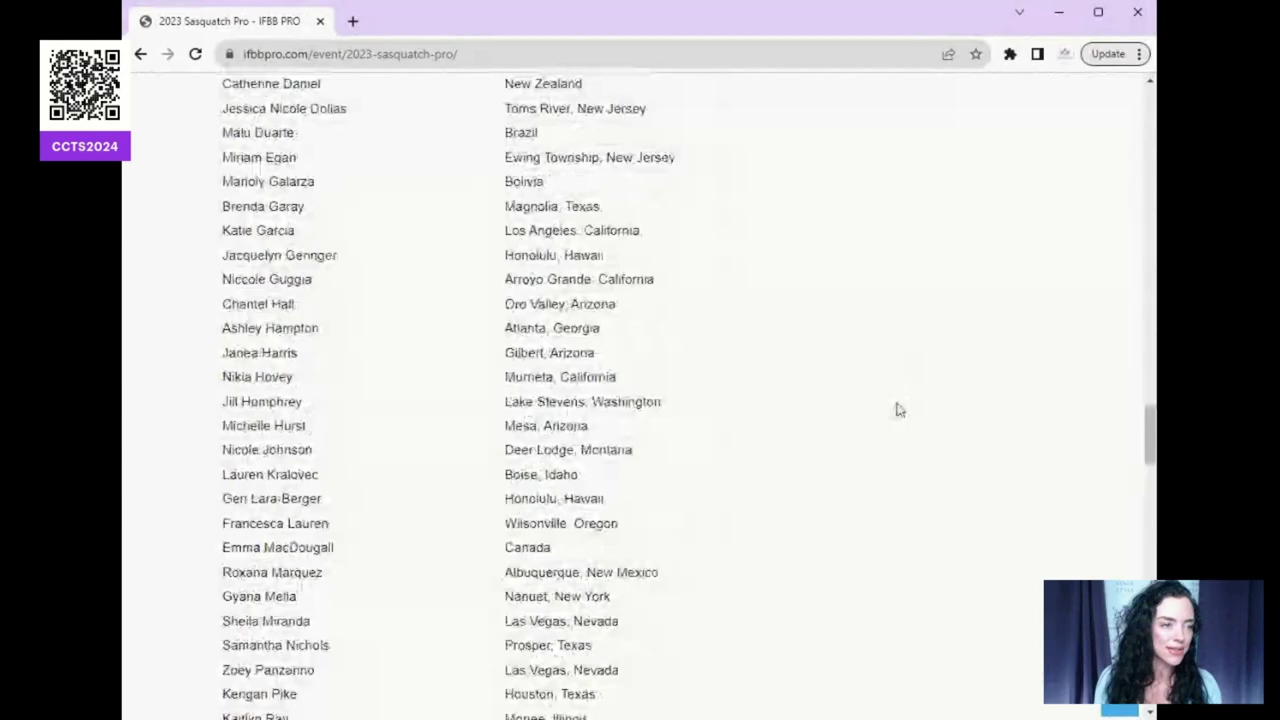 2023 Sasquatch Pro - IFBB PRO
ifbbpro.com/event/2023-sasquatch-pro/
Update
CCTS2024
Catherine Daniel New Zealand
Jessica Nicole Dollas Toms River, New Jersey
Malu Duarte Brazil
Miriam Egan Ewing Township, New Jersey
Marioly Galarza Bolivia
Brenda Garay Magnolia, Texas
Katie Garcia Los Angeles, California
Jacquelyn Honolulu, Hawaii
Niccole Guggia Arroyo Grande, California
Chantel Hall Oro Valley, Arizona
Ashley Hampton Atlanta, Georgia
Janea Harris Gilbert, Arizona
Nikia Hovey Murrieta, California
Jill Humphrey Lake Stevens, Washington
Michelle Hurst Mesa, Arizona
Nicole Johnson Deer Lodge, Montana
Lauren Kralovec Boise, Idaho
Geri Lara-Berger Honolulu, Hawaii
Francesca Lauren Wilsonville, Oregon
Emma MacDougall Canada
Roxana Marquez Albuquerque, New Mexico
Gyana Mella Nanuet, New York
Sheila Miranda Las Vegas, Nevada
Samantha Nichols Prosper, Texas
Zoey Panzarino Las Vegas, Nevada
Pike Houston, Texas
Kaitlyn Ray Monee, Illinois